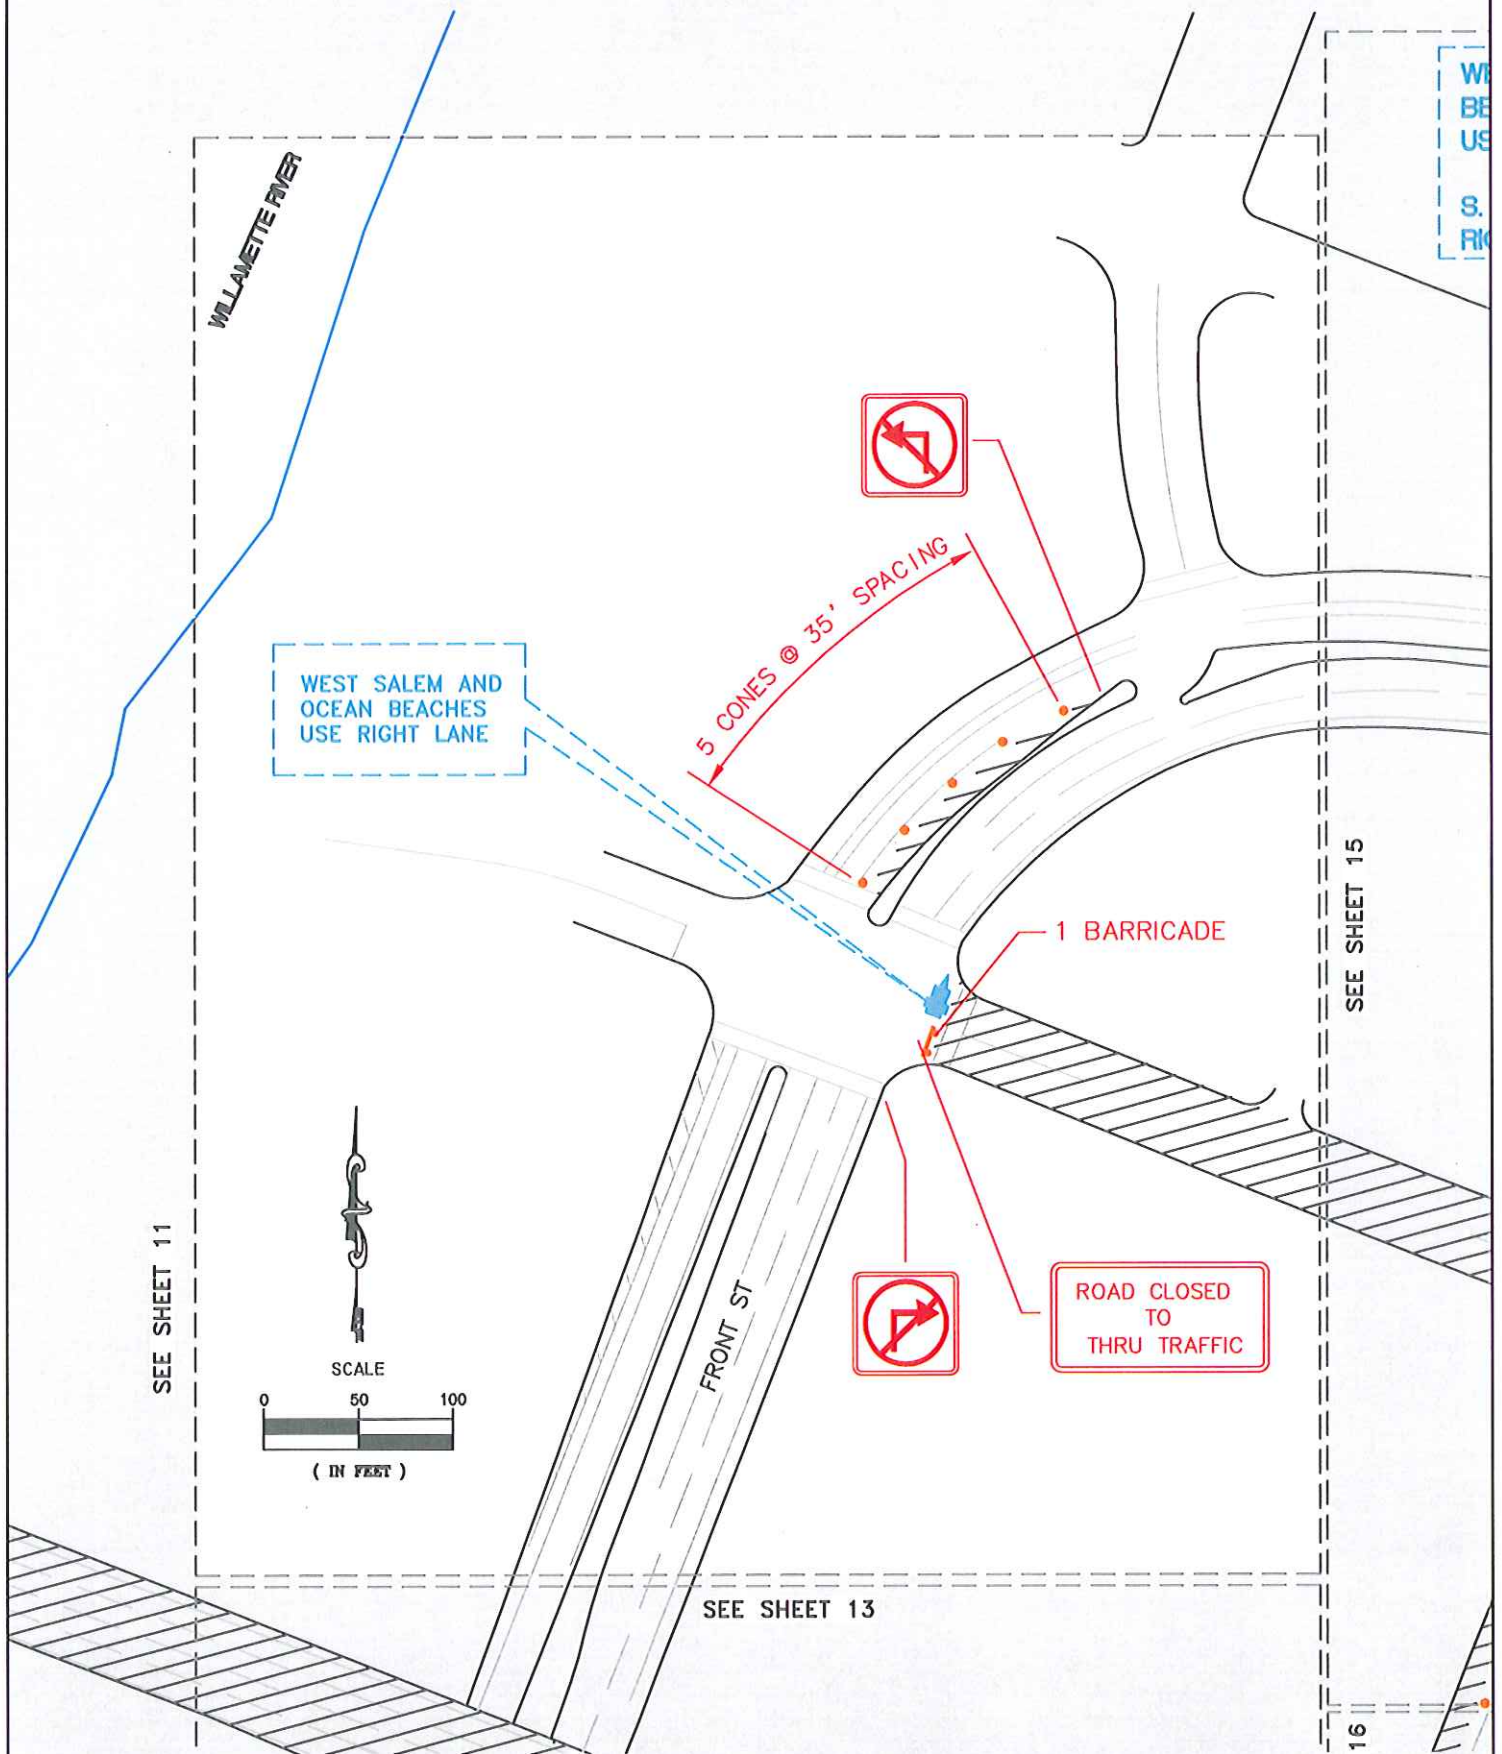 WILLAMETTE RIVER
S.
5 CONES @ 35' SPACING
WEST SALEM AND
OCEAN BEACHES
USE RIGHT LANE
1 BARRICADE
SEE SHEET 15
SEE SHEET 11
FRONT ST
ROAD CLOSED
TO
THRU TRAFFIC
SCALE
0 50 100
( IN FEET )
SEE SHEET 13
16